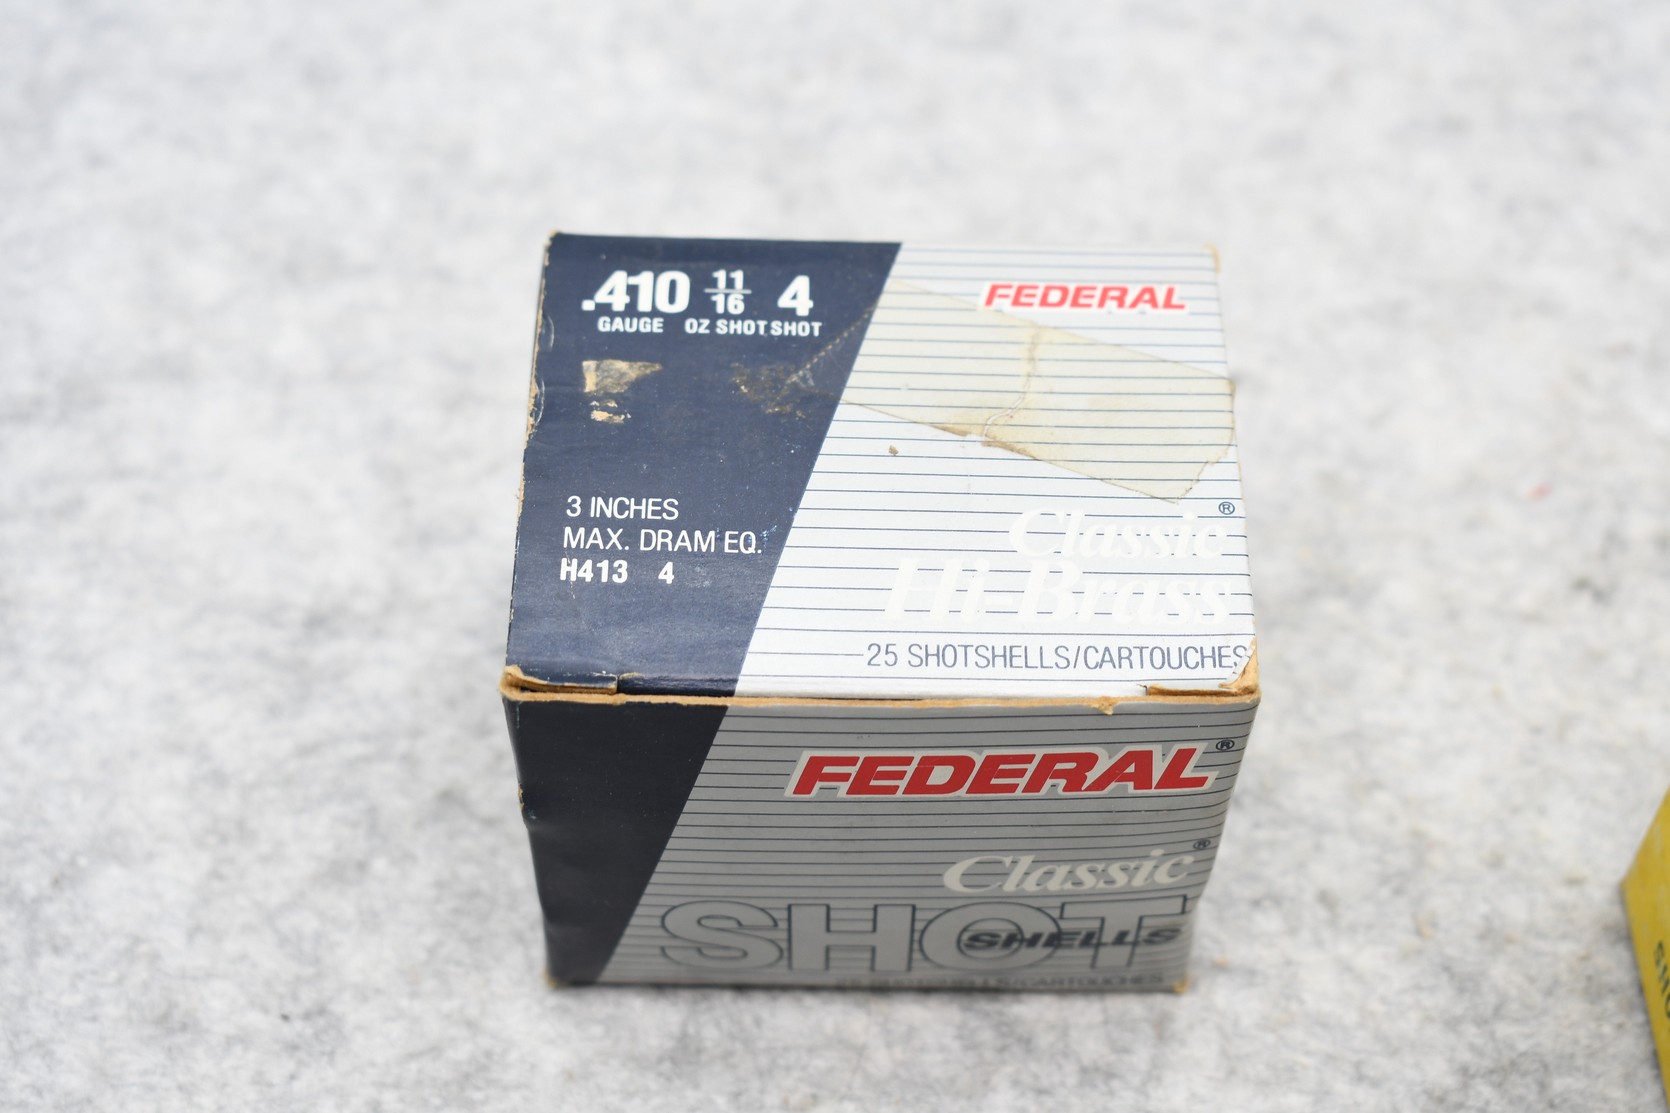 .410 11/16 4
GAUGE OZ SHOT SHOT
FEDERAL
3 INCHES
MAX. DRAM EQ.
H413 4
Classic®
Hi-Brass
25 SHOTSHELLS/CARTOUCHES
FEDERAL®
Classic®
SHOT
SHELLS